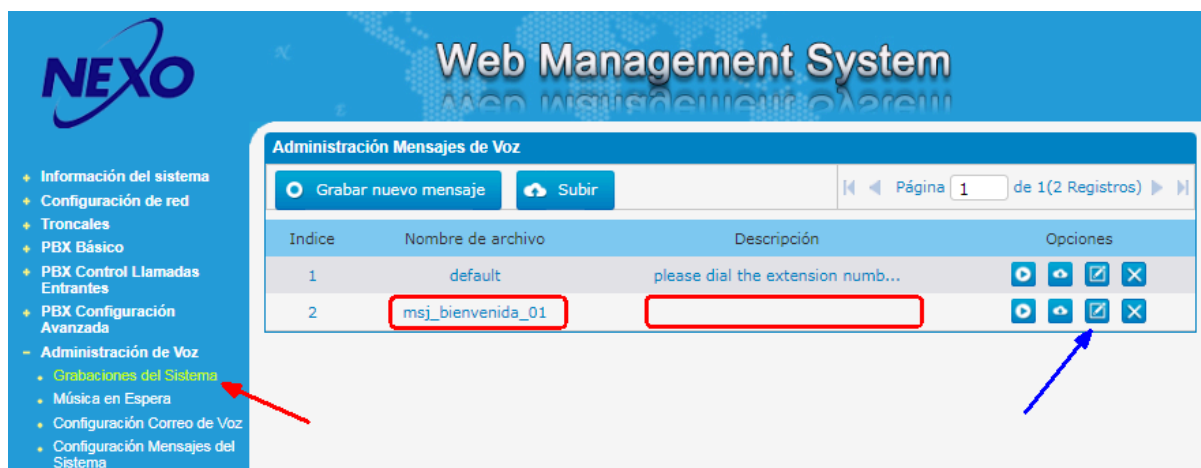 NEXO
Web Management System
Información del sistema
Configuración de red
Troncales
PBX Básico
PBX Control Llamadas
Entrantes
PBX Configuración
Avanzada
Administración de Voz
Grabaciones del Sistema
Música en Espera
Configuración Correo de Voz
Configuración Mensajes del
Sistema
Administración Mensajes de Voz
Grabar nuevo mensaje Subir Página 1 de 1(2 Registros)
Indice Nombre de archivo Descripción Opciones
1 default please dial the extension numb...
2 msj_bienvenida_01